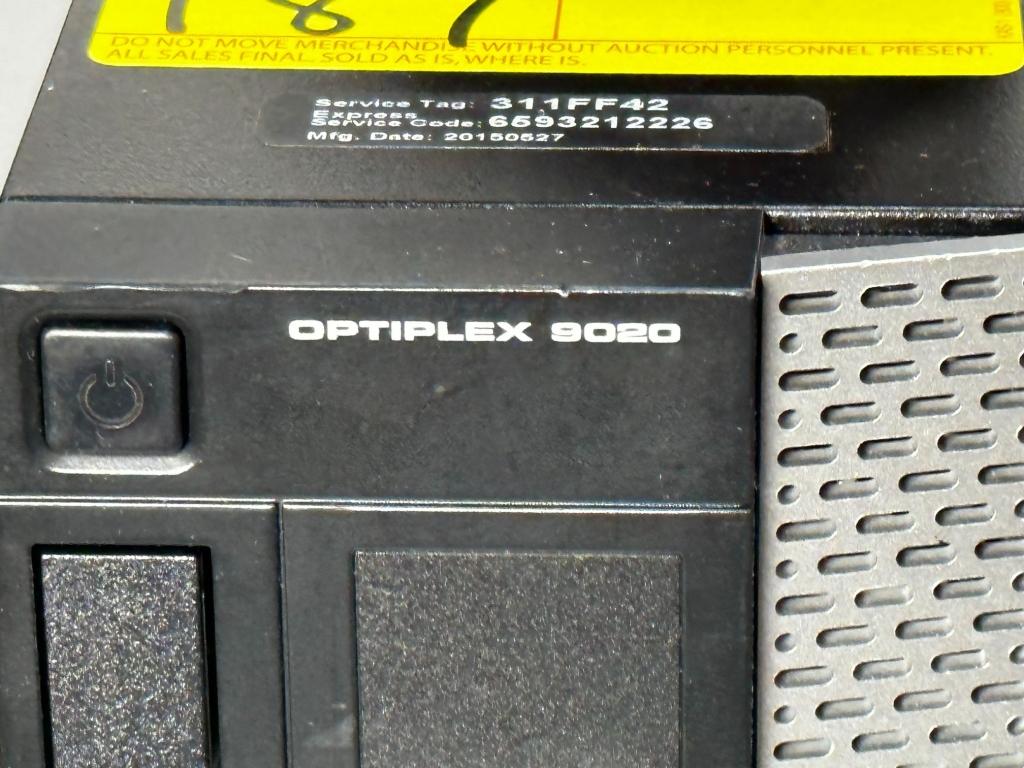 DO NOT MOVE MERCHANDISE WITHOUT AUCTION PERSONNEL PRESENT.
ALL SALES FINAL. SOLD AS IS, WHERE IS.
Service Tag: 311FF42
Express
Service Code: 6593212226
Mfg. Date: 20150527
OPTIPLEX 9020